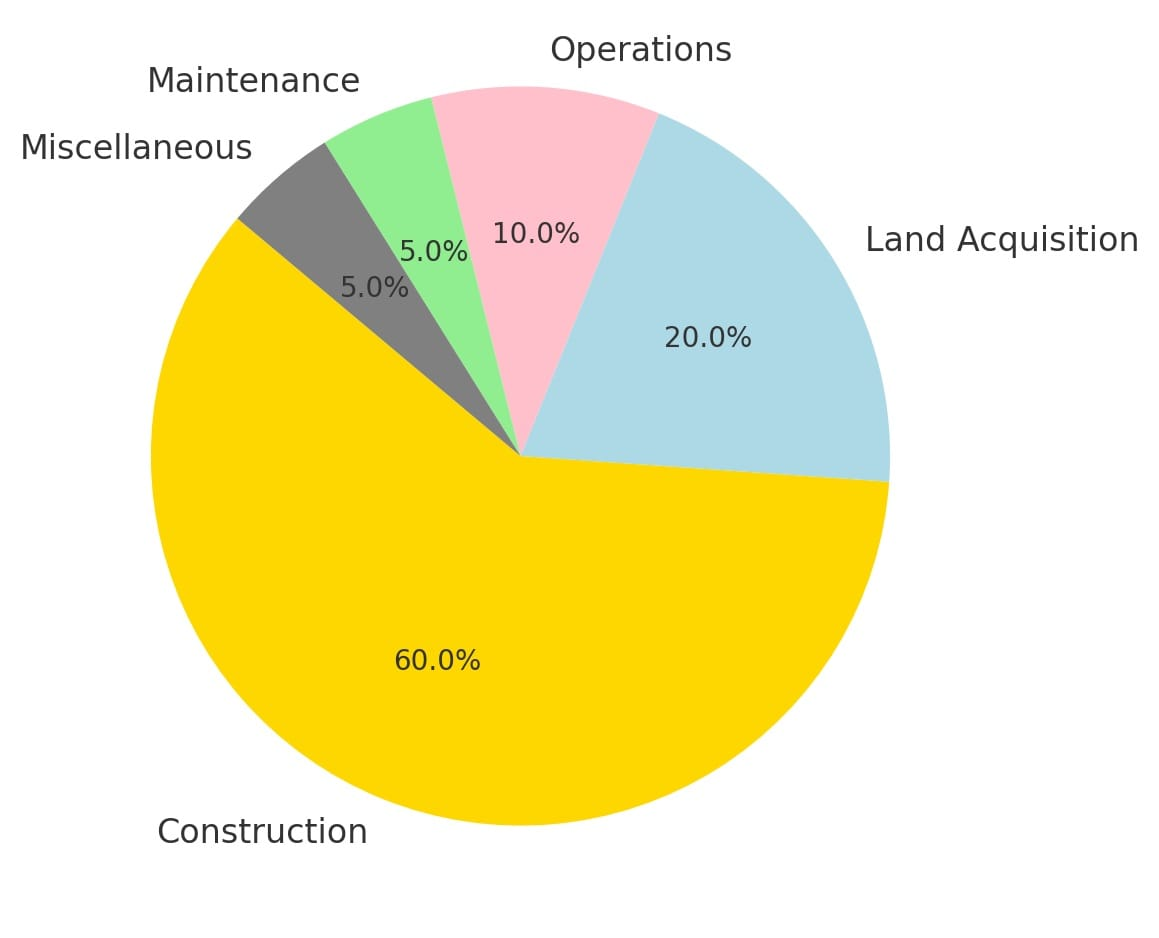 Operations
Maintenance
Miscellaneous
10.0%
Land Acquisition
5.0%
5.0%
20.0%
60.0%
Construction